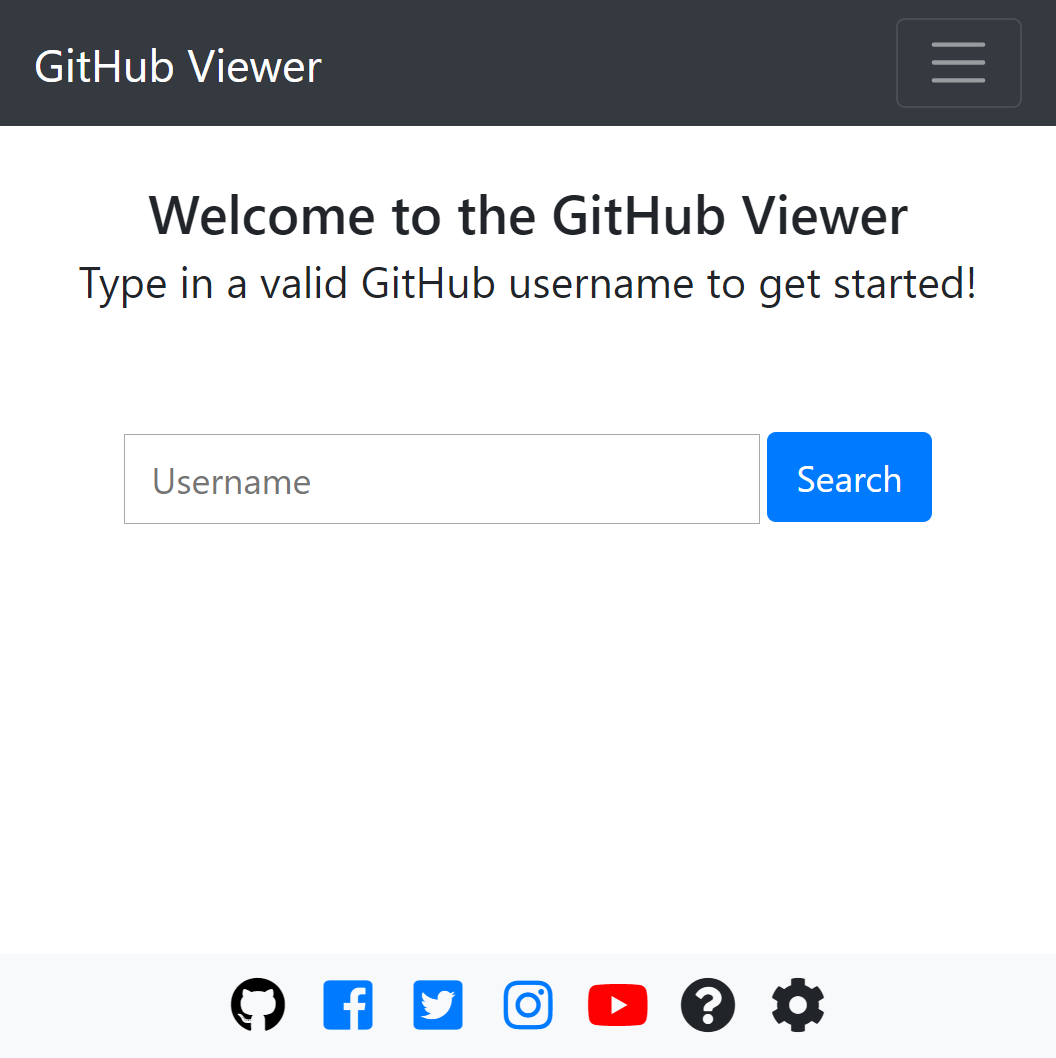 GitHub Viewer
Welcome to the GitHub Viewer
Type in a valid GitHub username to get started!
Username
Search